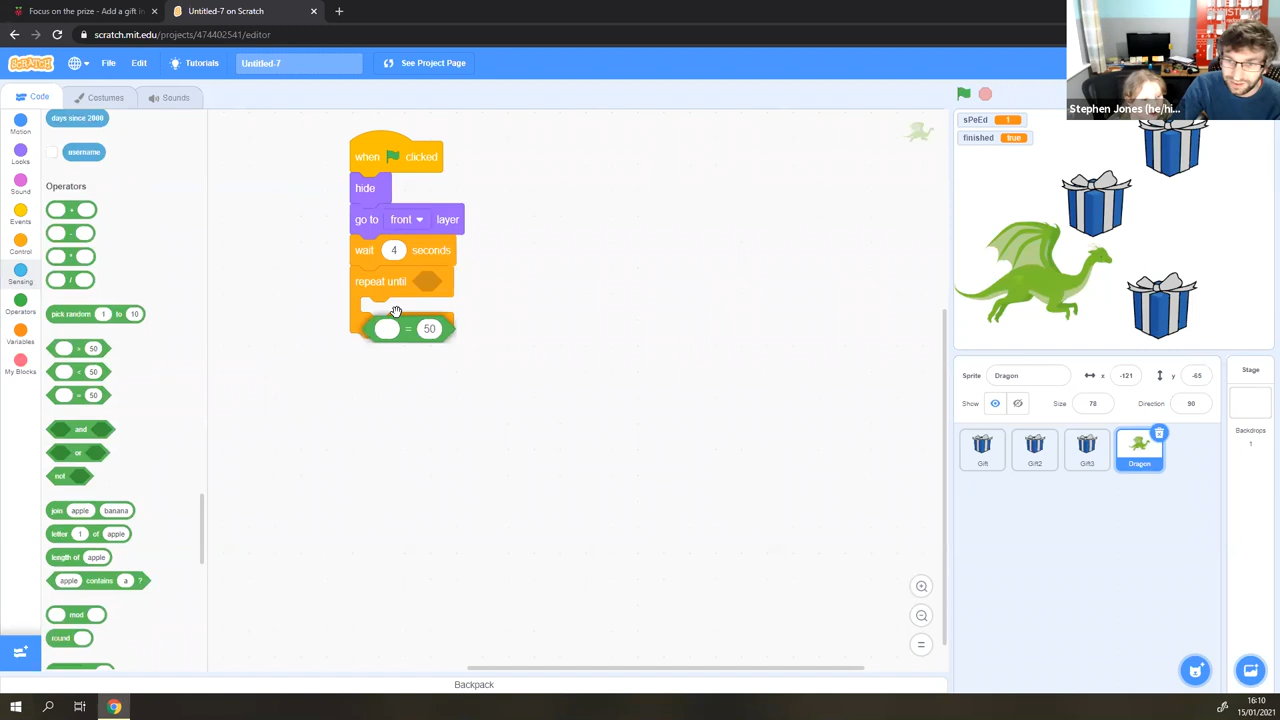 Focus on the prize - Add a gift in
Untitled-7 on Scratch
scratch.mit.edu/projects/474402541/editor
SCRATCH
File
Edit
Tutorials
Untitled-7
See Project Page
Stephen Jones (he/hi...
Code
Costumes
Sounds
Motion
Looks
Sound
Events
Control
Sensing
Operators
Variables
My Blocks
days since 2000
username
Operators
+
-
*
/
pick random 1 to 10
> 50
< 50
= 50
and
or
not
join apple banana
letter 1 of apple
length of apple
apple contains a ?
mod
round
when clicked
hide
go to front layer
wait 4 seconds
repeat until
= 50
sPeEd 1
finished true
Sprite Dragon x -121 y -65
Show Size 78 Direction 90
Gift
Gift2
Gift3
Dragon
Stage
Backdrops
1
Backpack
16:10
15/01/2021